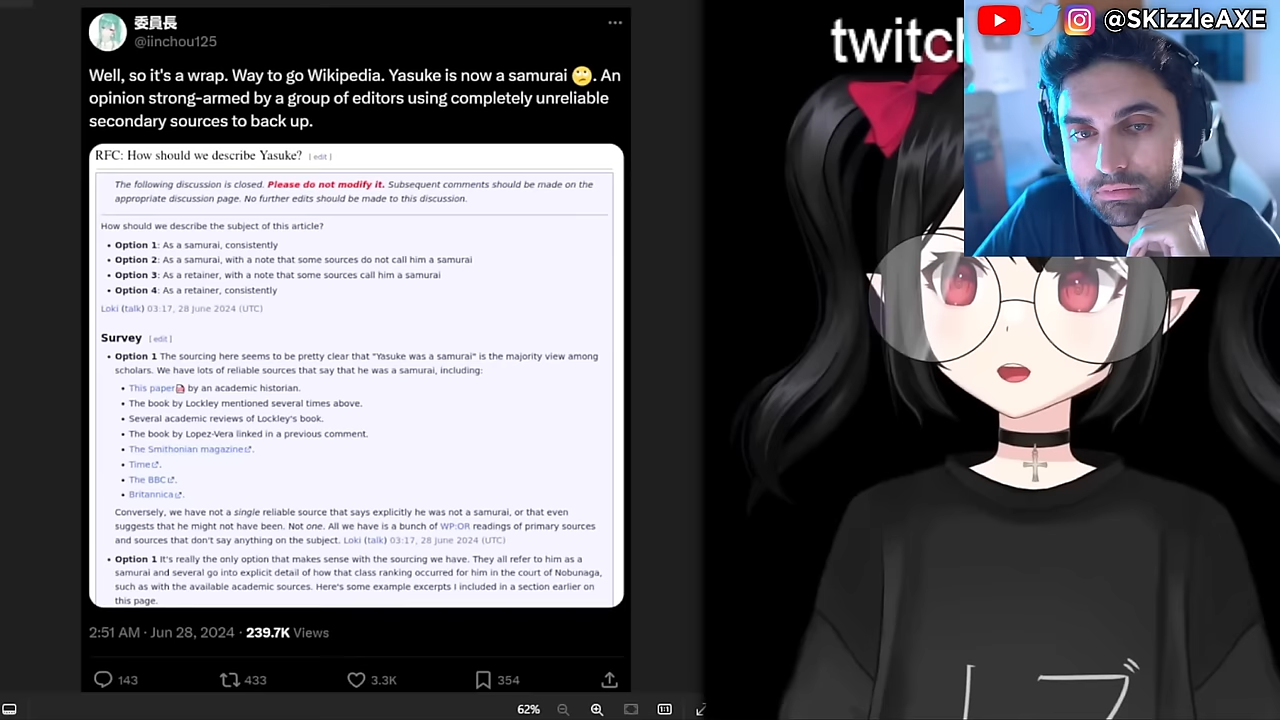 委員長
@iinchou125
Well, so it's a wrap. Way to go Wikipedia. Yasuke is now a samurai 🙄. An
opinion strong-armed by a group of editors using completely unreliable
secondary sources to back up.
RFC: How should we describe Yasuke? [ edit ]
The following discussion is closed. Please do not modify it. Subsequent comments should be made on the
appropriate discussion page. No further edits should be made to this discussion.
How should we describe the subject of this article?
• Option 1: As a samurai, consistently
• Option 2: As a samurai, with a note that some sources do not call him a samurai
• Option 3: As a retainer, with a note that some sources call him a samurai
• Option 4: As a retainer, consistently
Loki (talk) 03:17, 28 June 2024 (UTC)
Survey [ edit ]
• Option 1 The sourcing here seems to be pretty clear that "Yasuke was a samurai" is the majority view among
scholars. We have lots of reliable sources that say that he was a samurai, including:
• This paper by an academic historian.
• The book by Lockley mentioned several times above.
• Several academic reviews of Lockley's book.
• The book by Lopez-Vera linked in a previous comment.
• The Smithonian magazine.
• Time.
• The BBC.
• Britannica.
Conversely, we have not a single reliable source that says explicitly he was not a samurai, or that even
suggests that he might not have been. Not one. All we have is a bunch of WP:OR readings of primary sources
and sources that don't say anything on the subject. Loki (talk) 03:17, 28 June 2024 (UTC)
• Option 1 It's really the only option that makes sense with the sourcing we have. They all refer to him as a
samurai and several go into explicit detail of how that class ranking occurred for him in the court of Nobunaga,
such as with the available academic sources. Here's some example excerpts I included in a section earlier on
this page.
2:51 AM · Jun 28, 2024 · 239.7K Views
143
433
3.3K
354
62%
1:1
twitc
@SKizzleAXE